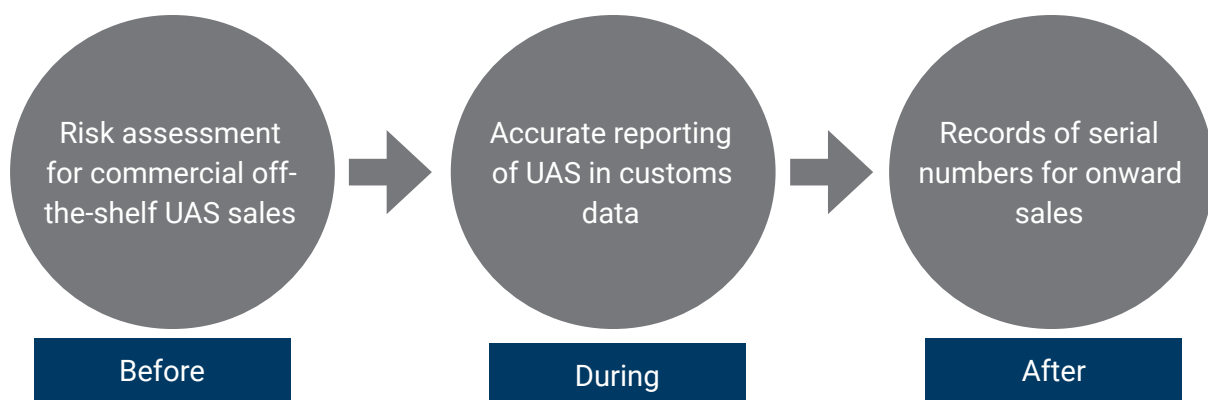 Risk assessment
for commercial off-
the-shelf UAS sales
Before
Accurate reporting
of UAS in customs
data
During
Records of serial
numbers for onward
sales
After